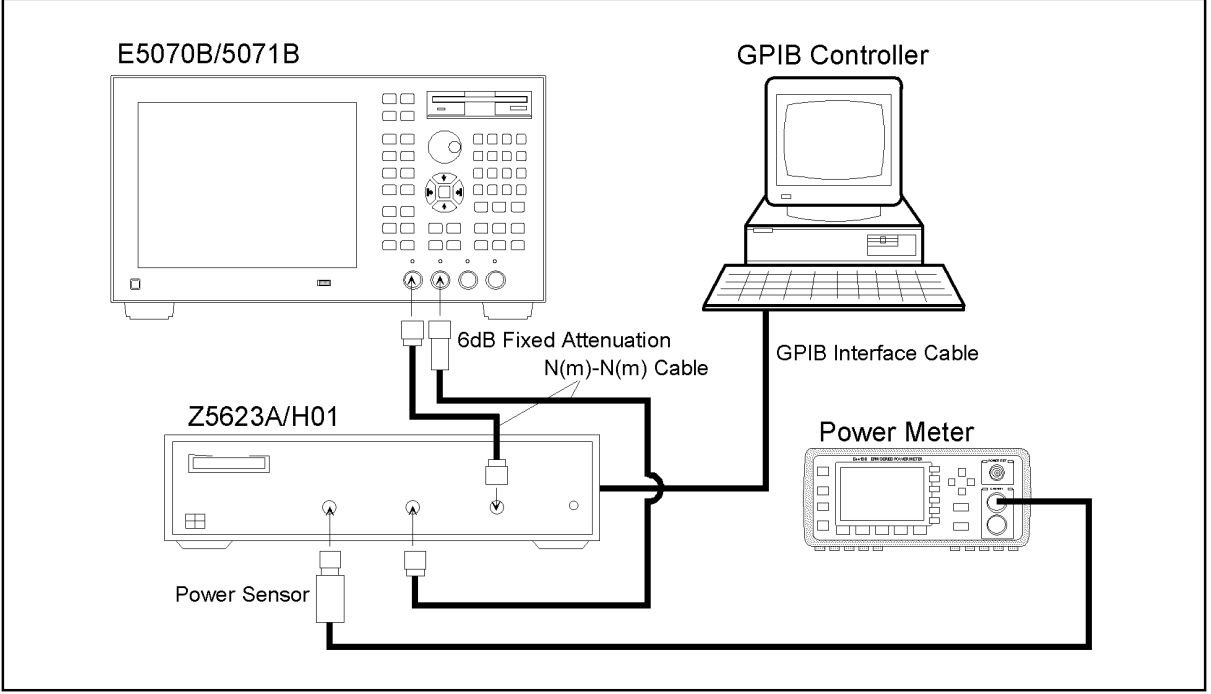 E5070B/5071B
GPIB Controller
6dB Fixed Attenuation
N(m)-N(m) Cable
GPIB Interface Cable
Z5623A/H01
Power Meter
Power Sensor